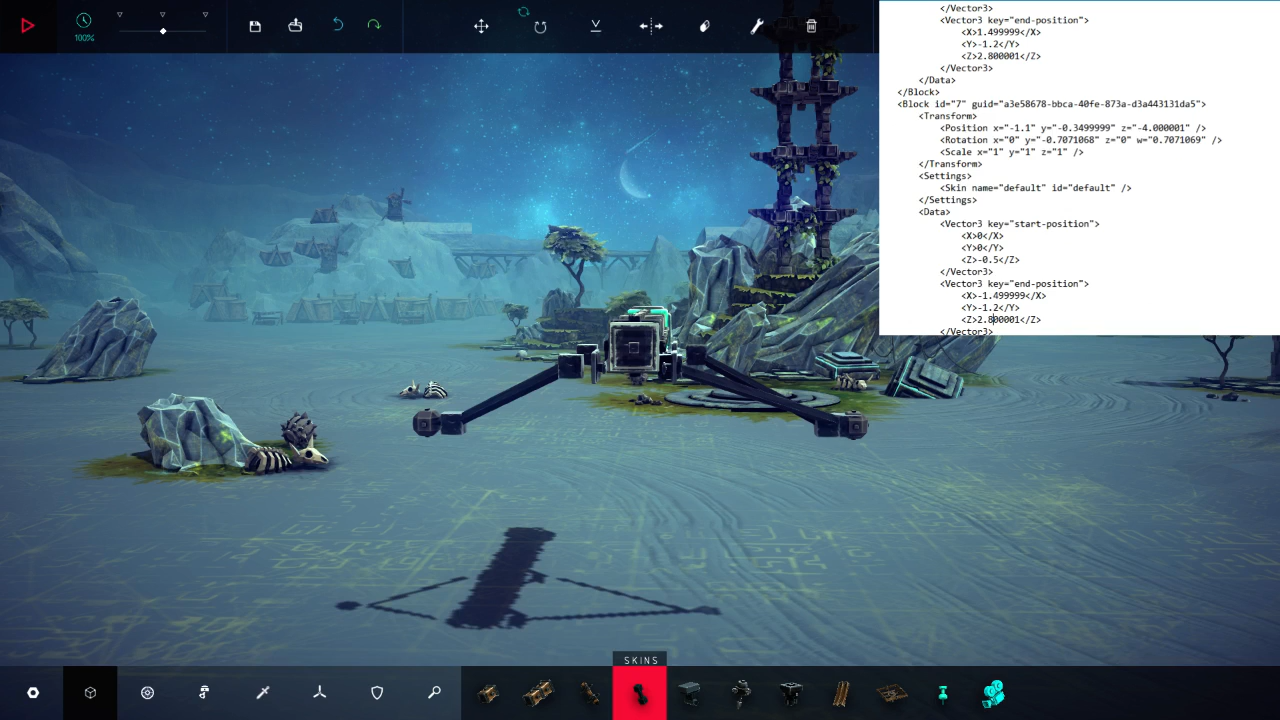 100%
</Vector3>
<Vector3 key="end-position">
<X>1.499999</X>
<Y>-1.2</Y>
<Z>2.800001</Z>
</Vector3>
</Data>
</Block>
<Block id="7" guid="a3e58678-bbca-40fe-873a-d3a443131da5">
<Transform>
<Position x="-1.1" y="-0.3499999" z="-4.000001" />
<Rotation x="0" y="-0.7071068" z="0" w="0.7071069" />
<Scale x="1" y="1" z="1" />
</Transform>
<Settings>
<Skin name="default" id="default" />
</Settings>
<Data>
<Vector3 key="start-position">
<X>0</X>
<Y>0</Y>
<Z>-0.5</Z>
</Vector3>
<Vector3 key="end-position">
<X>-1.499999</X>
<Y>-1.2</Y>
<Z>2.800001</Z>
</Vector3>
SKINS